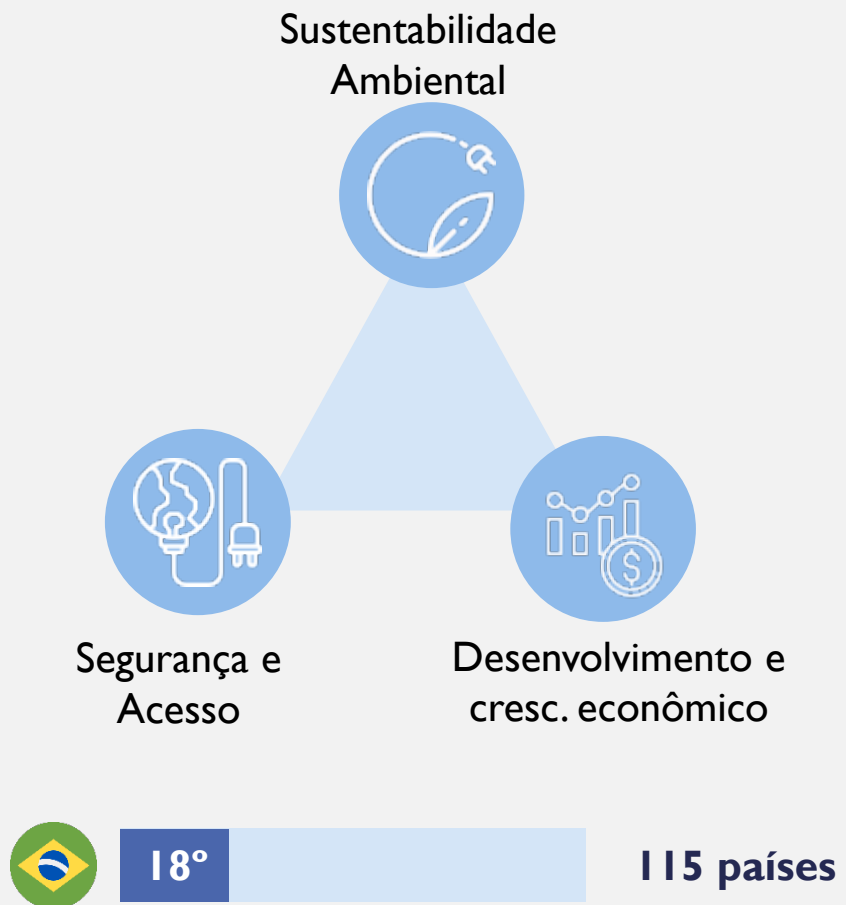 Sustentabilidade
Ambiental
$
Segurança e
Acesso
Desenvolvimento e
cresc. econômico
18º
115 países